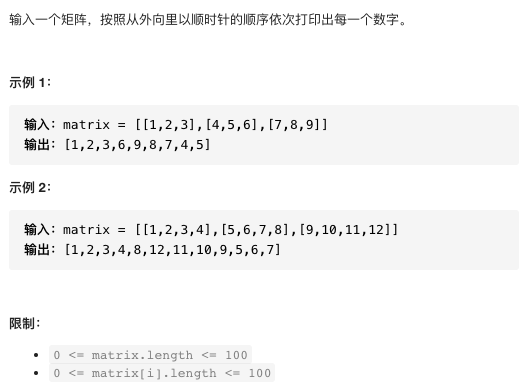 输入一个矩阵，按照从外向里以顺时针的顺序依次打印出每一个数字。
示例 1：
输入：matrix = [[1,2,3],[4,5,6],[7,8,9]]
输出：[1,2,3,6,9,8,7,4,5]
示例 2：
输入：matrix = [[1,2,3,4],[5,6,7,8],[9,10,11,12]]
输出：[1,2,3,4,8,12,11,10,9,5,6,7]
限制：
• 0 <= matrix.length <= 100
• 0 <= matrix[i].length <= 100